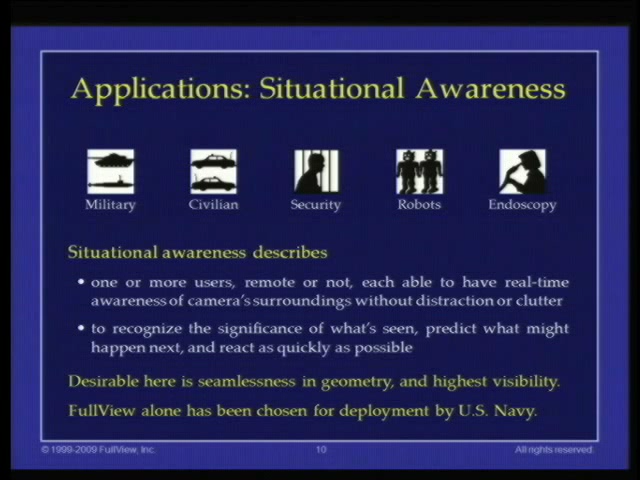 Applications: Situational Awareness
Military Civilian Security Robots Endoscopy
Situational awareness describes
• one or more users, remote or not, each able to have real-time
awareness of camera's surroundings without distraction or clutter
• to recognize the significance of what's seen, predict what might
happen next, and react as quickly as possible
Desirable here is seamlessness in geometry, and highest visibility.
FullView alone has been chosen for deployment by U.S. Navy.
© 1999-2009 FullView, Inc. 10 All rights reserved.